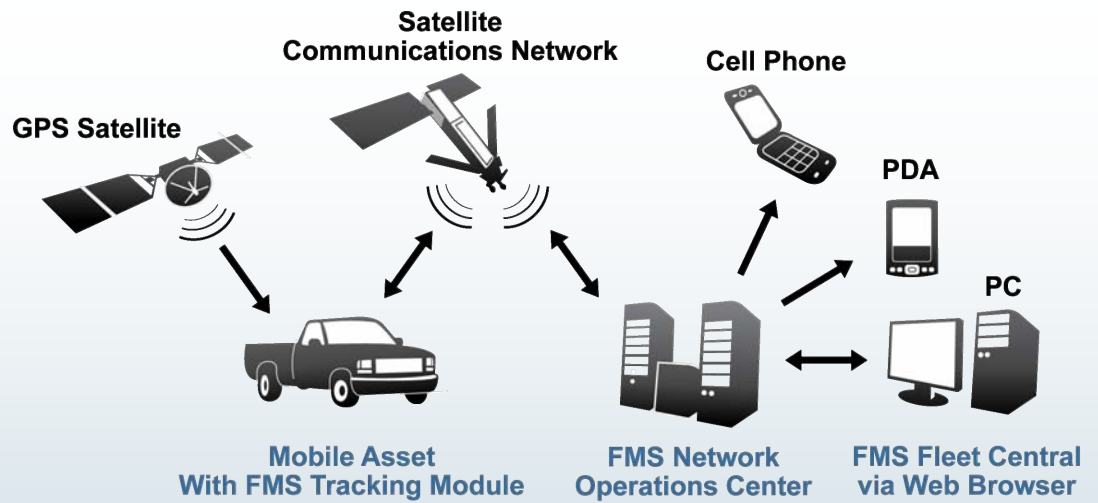 Satellite
Communications Network
Cell Phone
GPS Satellite
PDA
PC
Mobile Asset
With FMS Tracking Module
FMS Network
Operations Center
FMS Fleet Central
via Web Browser